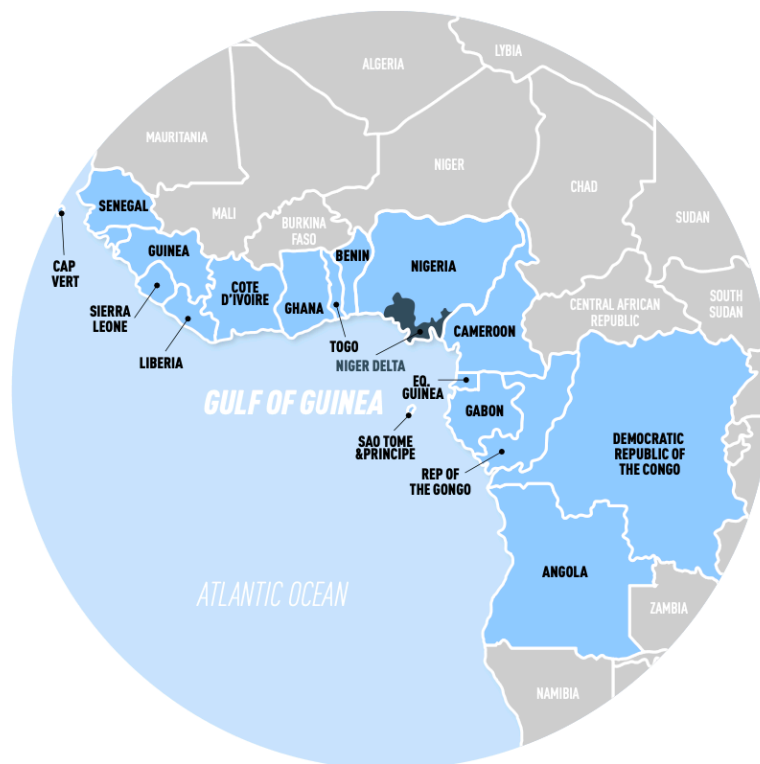 LYBIA
ALGERIA
MAURITANIA
NIGER
CHAD
MALI
SUDAN
BURKINA
FASO
SENEGAL
GUINEA
BENIN
NIGERIA
CAP
VERT
COTE
D'IVOIRE
GHANA
SIERRA
LEONE
LIBERIA
TOGO
NIGER DELTA
CAMEROON
CENTRAL AFRICAN
REPUBLIC
SOUTH
SUDAN
GULF OF GUINEA
EQ.
GUINEA
GABON
SAO TOME
&PRINCIPE
REP OF
THE GONGO
DEMOCRATIC
REPUBLIC OF
THE CONGO
ATLANTIC OCEAN
ANGOLA
ZAMBIA
NAMIBIA